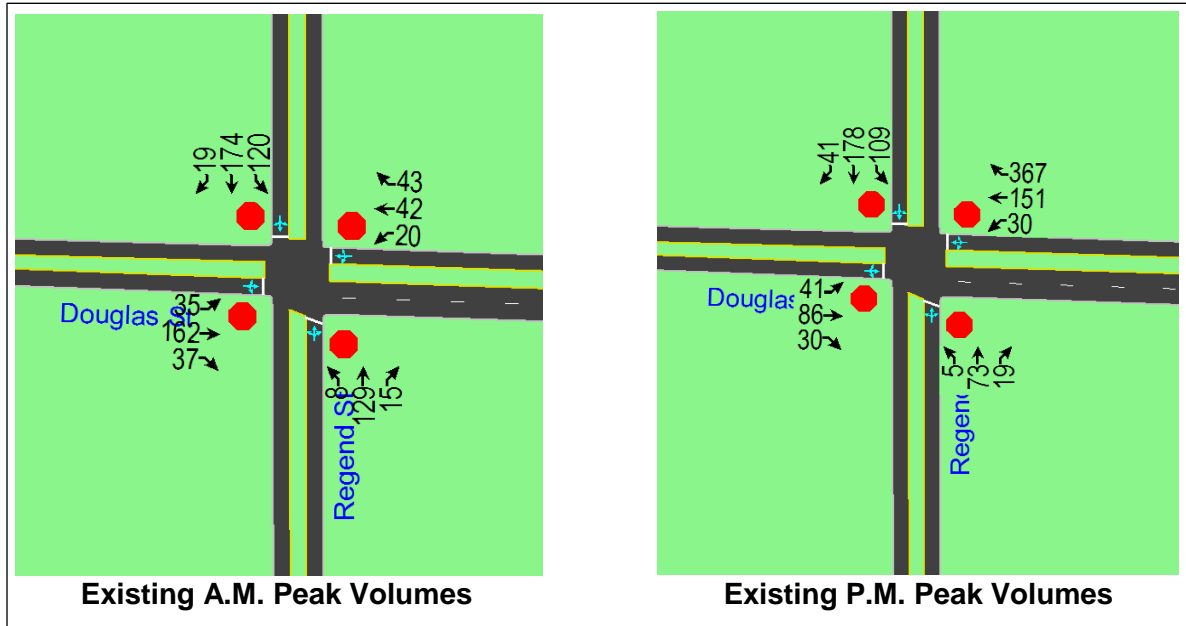 19 174 120
43
42
20
Douglas St
35
162
37
8 129 15
Regend St
Existing A.M. Peak Volumes
41 178 109
367
151
30
Douglas
41
86
30
5 73 19
Regend
Existing P.M. Peak Volumes